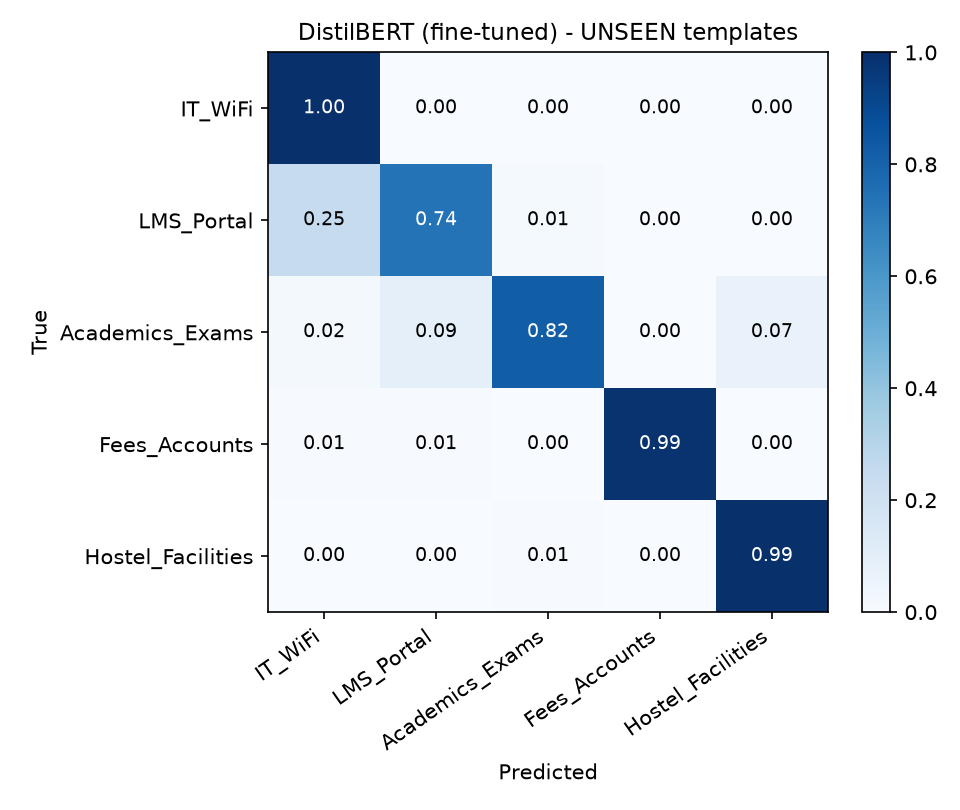 DistilBERT (fine-tuned) - UNSEEN templates
1.0
IT_WiFi
1.00 0.00 0.00 0.00 0.00
0.8
LMS_Portal
0.25 0.74 0.01 0.00 0.00
0.6
True
Academics_Exams
0.02 0.09 0.82 0.00 0.07
0.4
Fees_Accounts
0.01 0.01 0.00 0.99 0.00
0.2
Hostel_Facilities
0.00 0.00 0.01 0.00 0.99
0.0
IT_WiFi
LMS_Portal
Academics_Exams
Fees_Accounts
Hostel_Facilities
Predicted